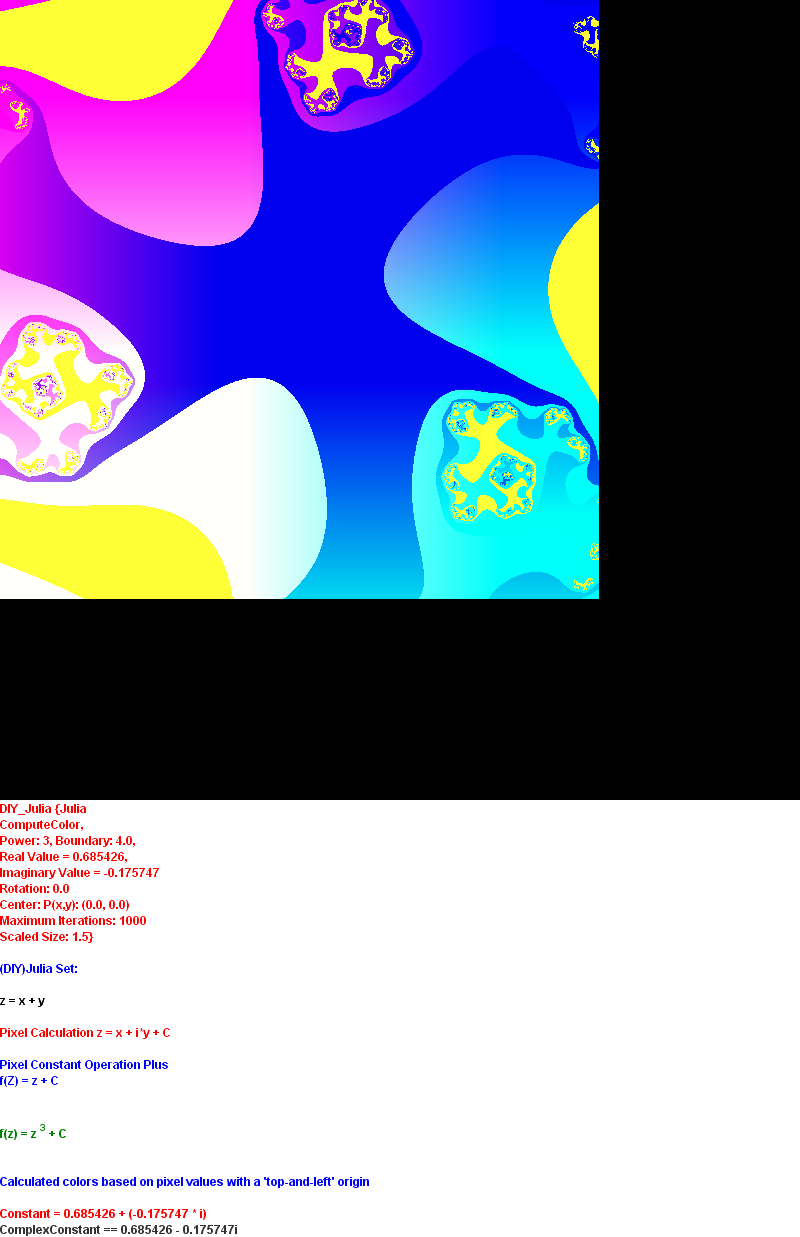 DIY_Julia {Julia
ComputeColor,
Power: 3, Boundary: 4.0,
Real Value = 0.685426,
Imaginary Value = -0.175747
Rotation: 0.0
Center: P(x,y): (0.0, 0.0)
Maximum Iterations: 1000
Scaled Size: 1.5}
(DIY)Julia Set:
z = x + y
Pixel Calculation z = x + i*y + C
Pixel Constant Operation Plus
f(Z) = z + C
f(z) = z 3 + C
Calculated colors based on pixel values with a 'top-and-left' origin
Constant = 0.685426 + (-0.175747 * i)
ComplexConstant == 0.685426 - 0.175747i